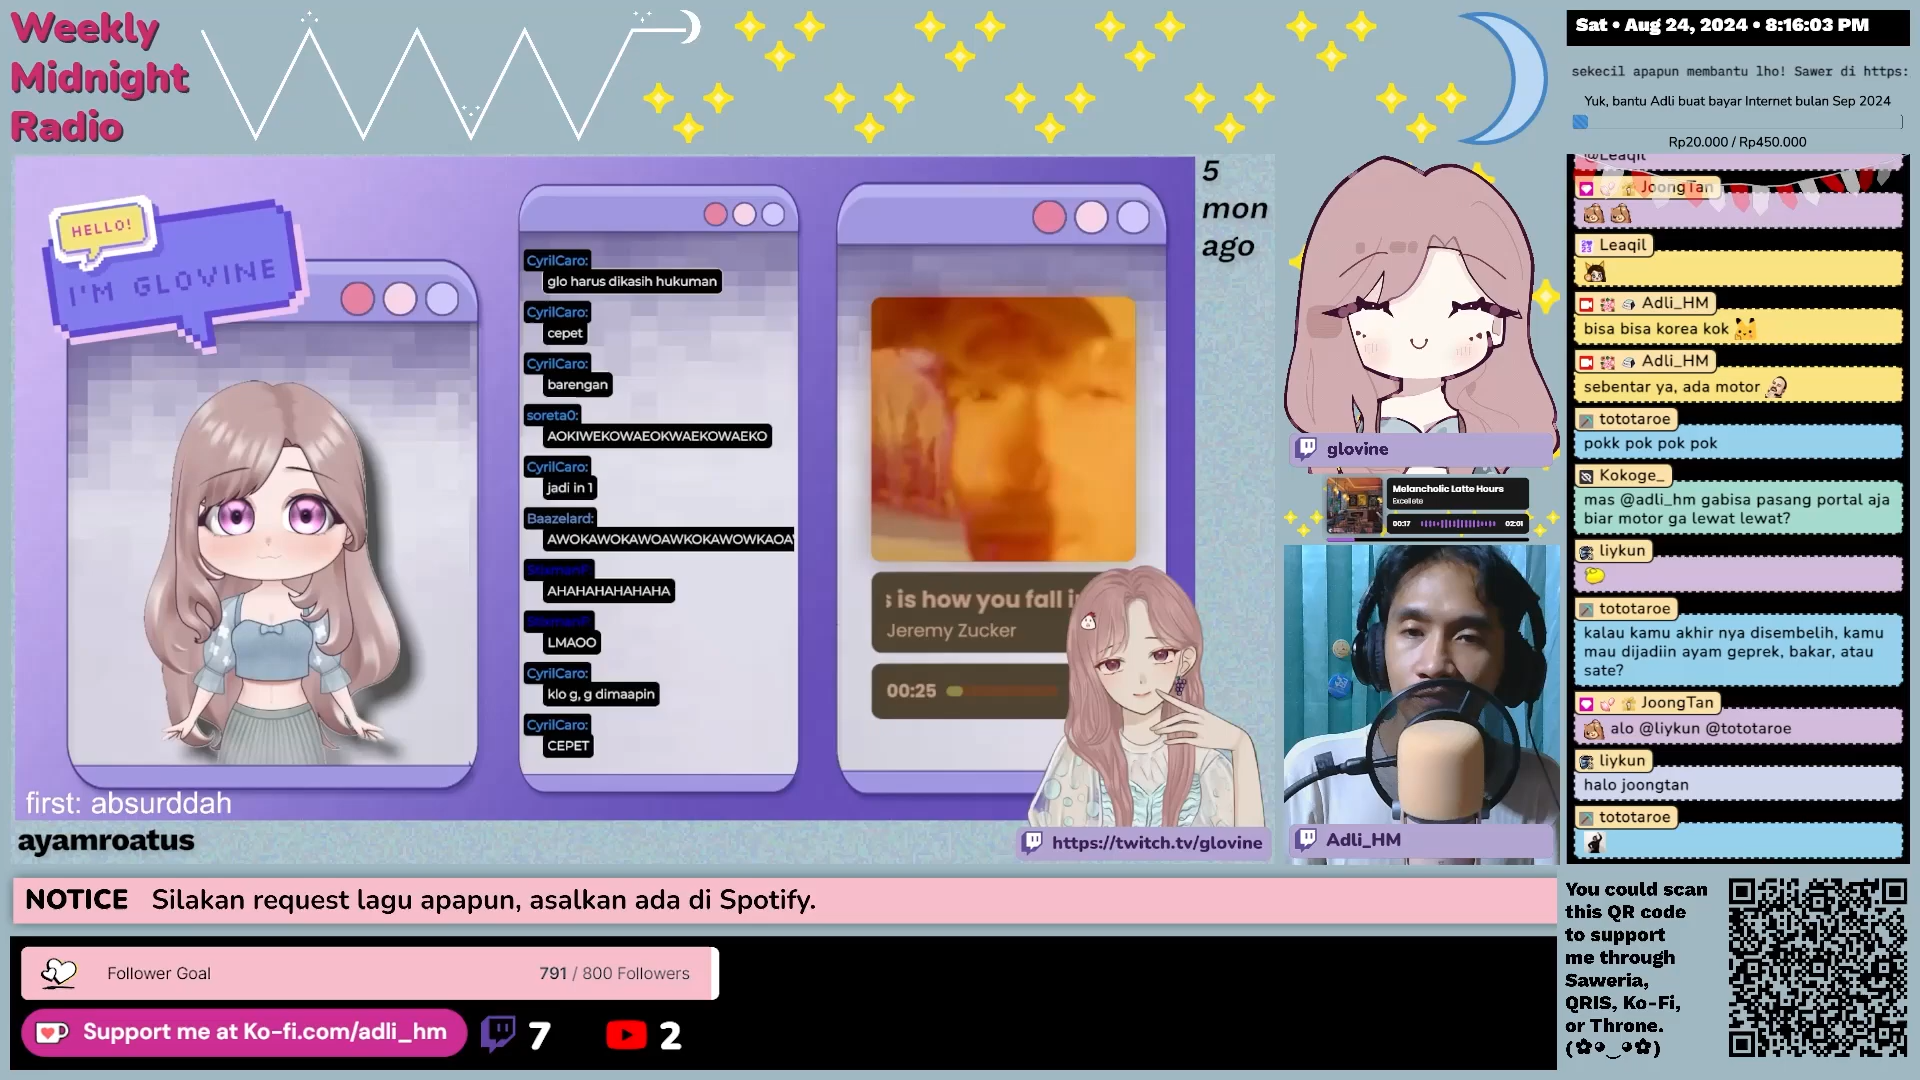 Weekly
Midnight
Radio
Sat • Aug 24, 2024 • 8:16:03 PM
sekecil apapun membantu lho! Sawer di https:
Yuk, bantu Adli buat bayar Internet bulan Sep 2024
Rp20.000 / Rp450.000
HELLO!
I'M GLOVINE
CyrilCaro:
glo harus dikasih hukuman
CyrilCaro:
cepet
CyrilCaro:
barengan
soreta0:
AOKIWEKOWAEOKWAEKOWAEKO
CyrilCaro:
jadi in 1
Baazelard:
AWOKAWOKAWOAWKOKAWOWKAOA
AHAHAHAHAHAHA
LMAOO
CyrilCaro:
klo g, g dimaapin
CyrilCaro:
CEPET
is how you fall i
Jeremy Zucker
00:25
5
mon
ago
first: absurddah
ayamroatus
https://twitch.tv/glovine
glovine
Melancholic Latte Hours
Excellete
00:17
02:01
Adli_HM
@Leaqil
JoongTan
Leaqil
Adli_HM
bisa bisa korea kok
Adli_HM
sebentar ya, ada motor
tototaroe
pokk pok pok pok
Kokoge_
mas @adli_hm gabisa pasang portal aja
biar motor ga lewat lewat?
liykun
tototaroe
kalau kamu akhir nya disembelih, kamu
mau dijadiin ayam geprek, bakar, atau
sate?
JoongTan
alo @liykun @tototaroe
liykun
halo joongtan
tototaroe
NOTICE Silakan request lagu apapun, asalkan ada di Spotify.
Follower Goal 791 / 800 Followers
Support me at Ko-fi.com/adli_hm 7 2
You could scan
this QR code
to support
me through
Saweria,
QRIS, Ko-Fi,
or Throne.
(✿◕‿◕✿)